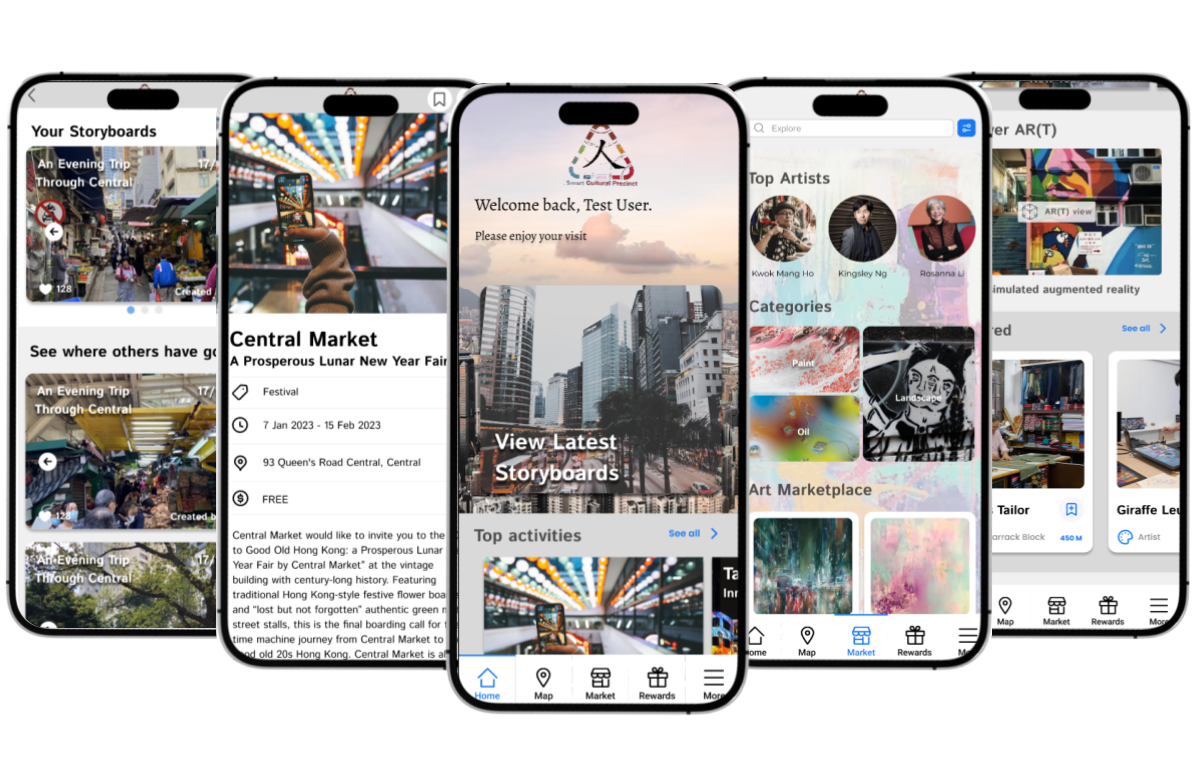 Your Storyboards
An Evening Trip
Through Central
17/
128
Created
See where others have go
An Evening Trip
Through Central
17/
128
Created b
An Evening Trip
Through Central
Central Market
A Prosperous Lunar New Year Fair
Festival
7 Jan 2023 - 15 Feb 2023
93 Queen's Road Central, Central
FREE
Central Market would like to invite you to the
to Good Old Hong Kong: a Prosperous Lunar
Year Fair by Central Market" at the vintage
building with century-long history. Featuring
traditional Hong Kong-style festive flower boa
and "lost but not forgotten" authentic green
street stalls, this is the final boarding call for
time machine journey from Central Market to
good old 20s Hong Kong. Central Market is al
人
Smart Cultural Precinct
Welcome back, Test User.
Please enjoy your visit
View Latest
Storyboards
Top activities
See all
Ta
Inn
Home
Map
Market
Rewards
More
Explore
Top Artists
Kwok Mang Ho
Kingsley Ng
Rosanna Li
Categories
Paint
Landscape
Oil
Art Marketplace
ome
Map
Market
Rewards
Mo
ver AR(T)
AR(T) view
simulated augmented reality
red
See all
s Tailor
arrack Block
450 M
Giraffe Leu
Artist
Map
Market
Rewards
More